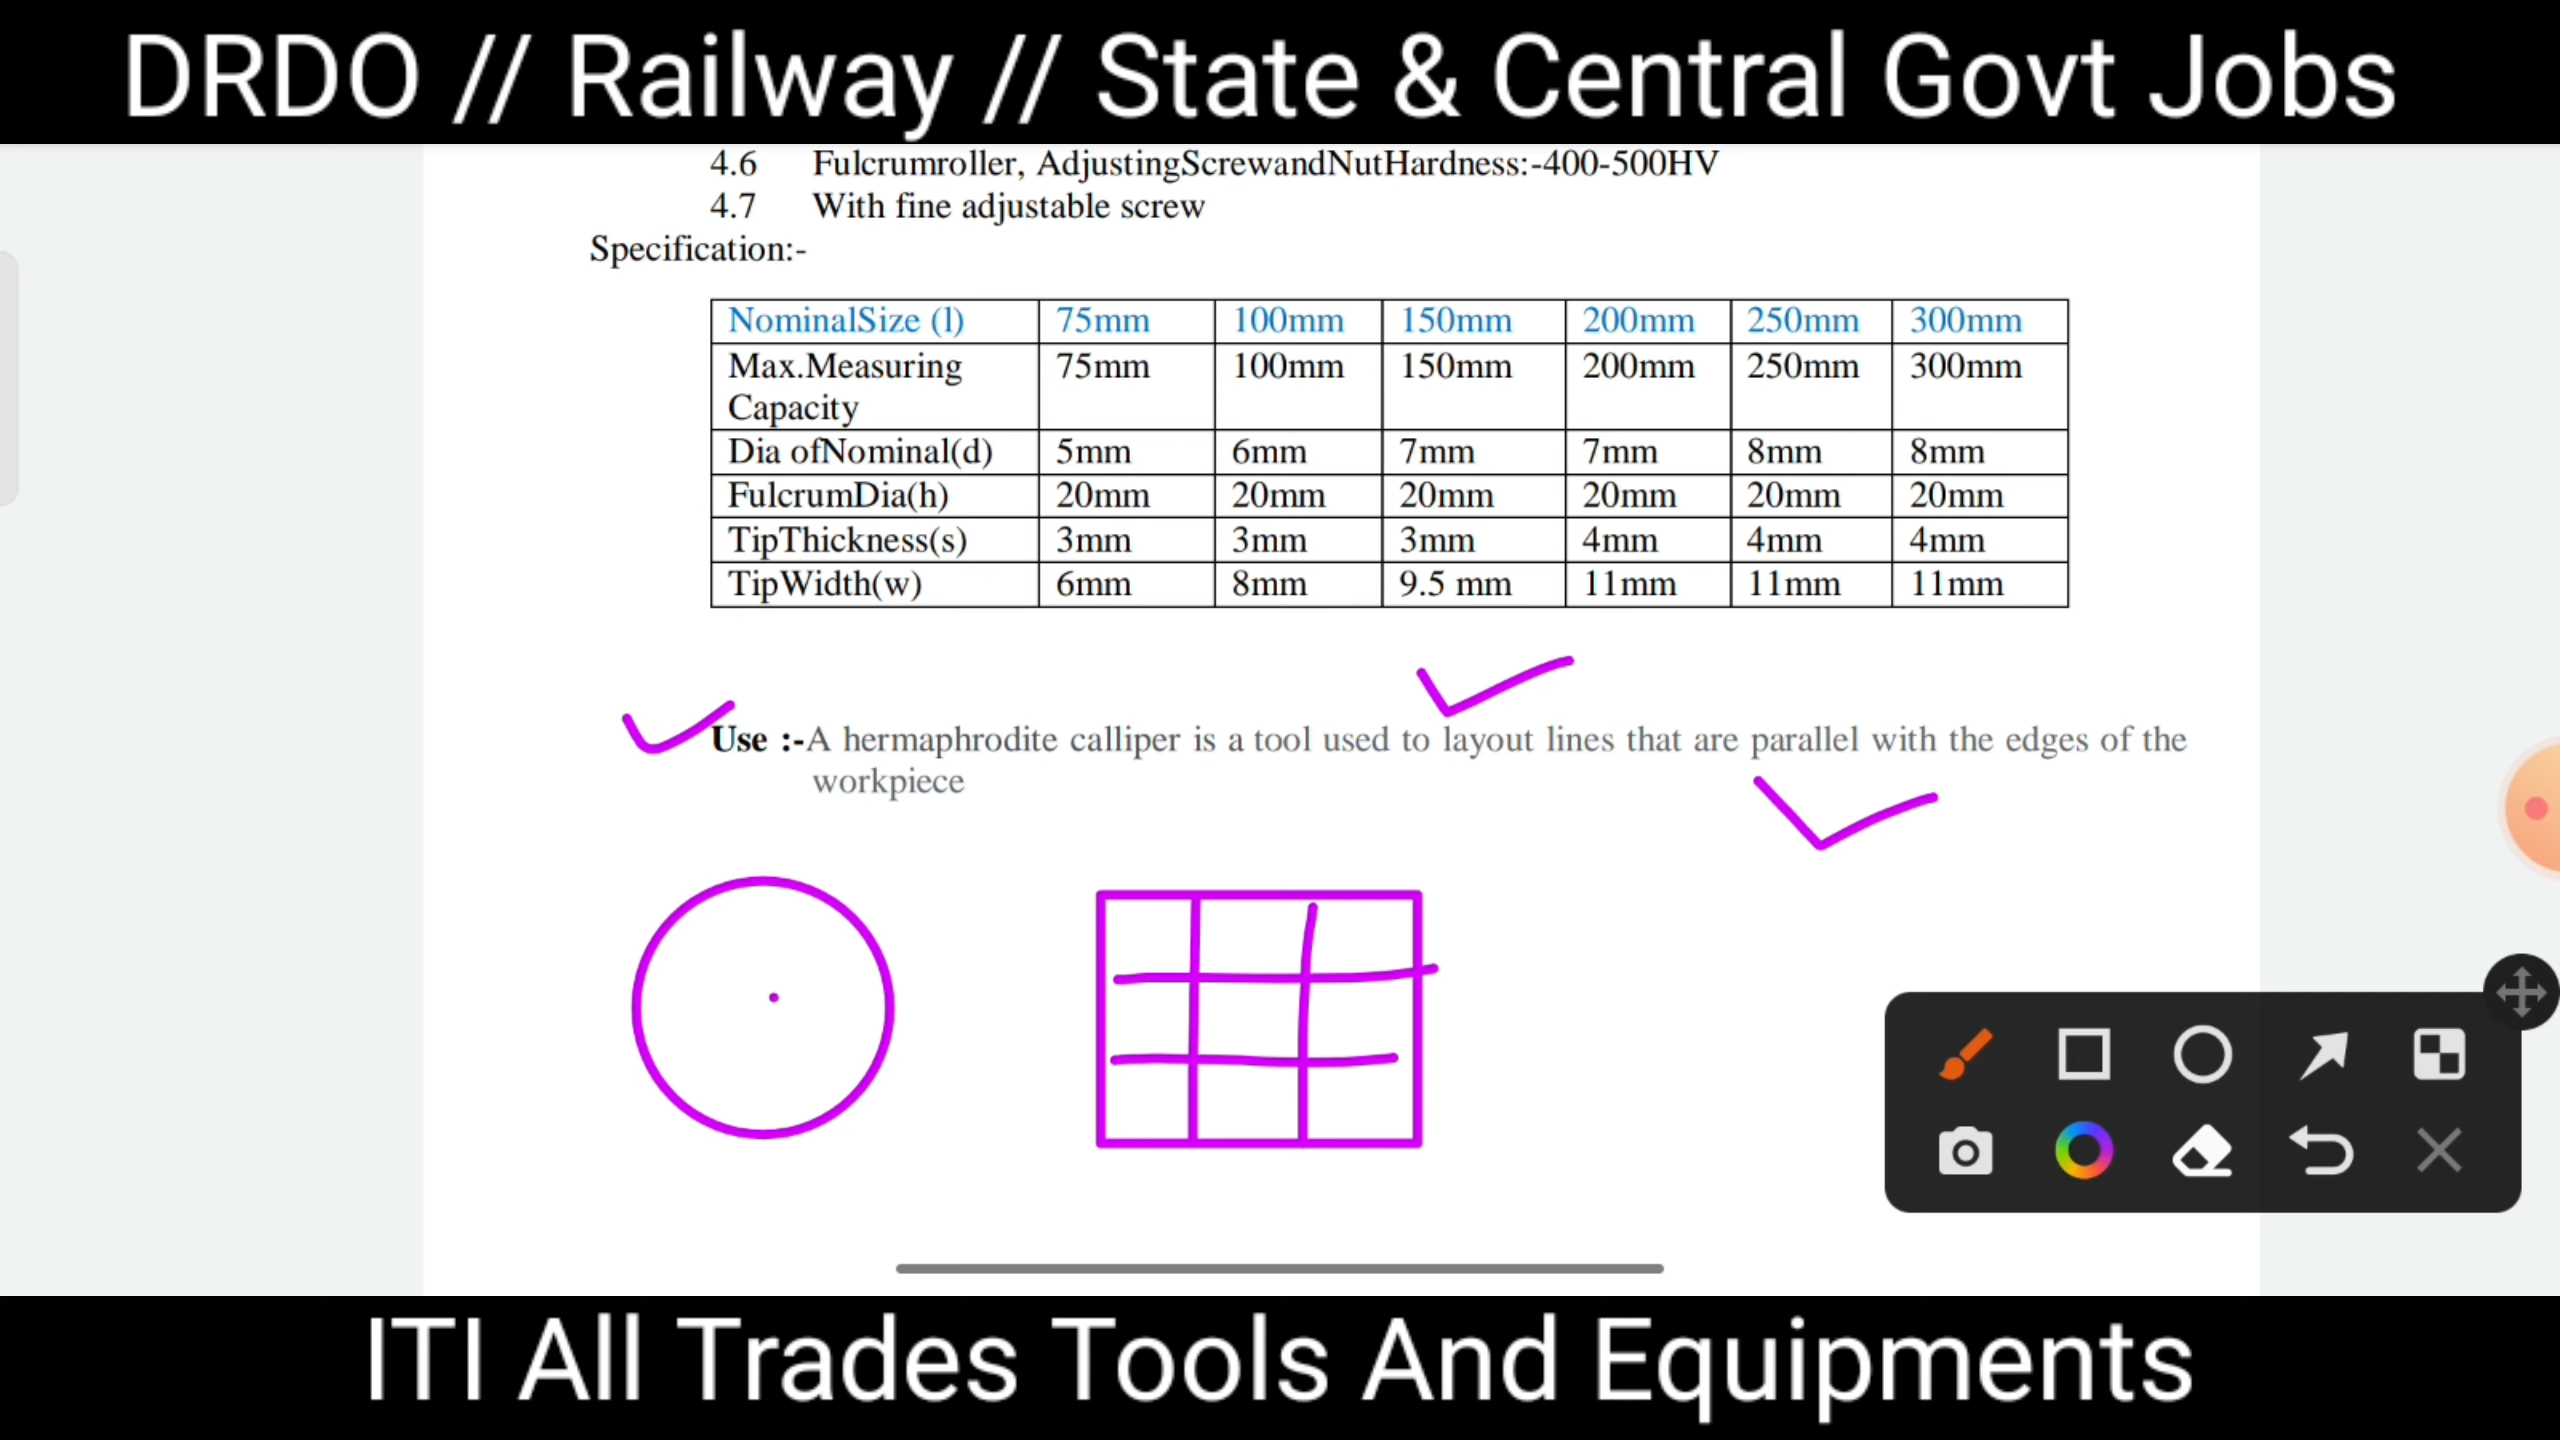 DRDO // Railway // State & Central Govt Jobs
4.6 Fulcrumroller, AdjustingScrewandNutHardness:-400-500HV
4.7 With fine adjustable screw
Specification:-
NominalSize (l) 75mm 100mm 150mm 200mm 250mm 300mm
Max.Measuring 75mm 100mm 150mm 200mm 250mm 300mm
Capacity
Dia ofNominal(d) 5mm 6mm 7mm 7mm 8mm 8mm
FulcrumDia(h) 20mm 20mm 20mm 20mm 20mm 20mm
TipThickness(s) 3mm 3mm 3mm 4mm 4mm 4mm
TipWidth(w) 6mm 8mm 9.5 mm 11mm 11mm 11mm
Use :-A hermaphrodite calliper is a tool used to layout lines that are parallel with the edges of the
workpiece
ITI All Trades Tools And Equipments